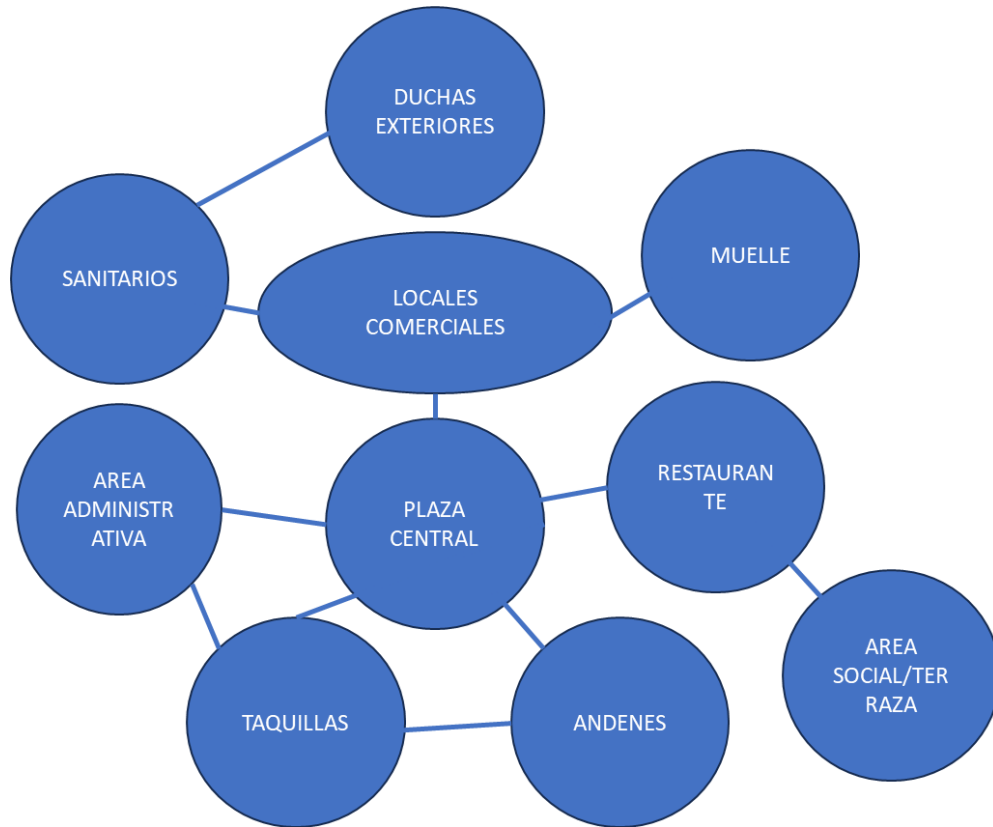 DUCHAS
EXTERIORES
MUELLE
SANITARIOS
LOCALES
COMERCIALES
RESTAURAN
TE
AREA
ADMINISTR
ATIVA
PLAZA
CENTRAL
AREA
SOCIAL/TER
RAZA
TAQUILLAS
ANDENES